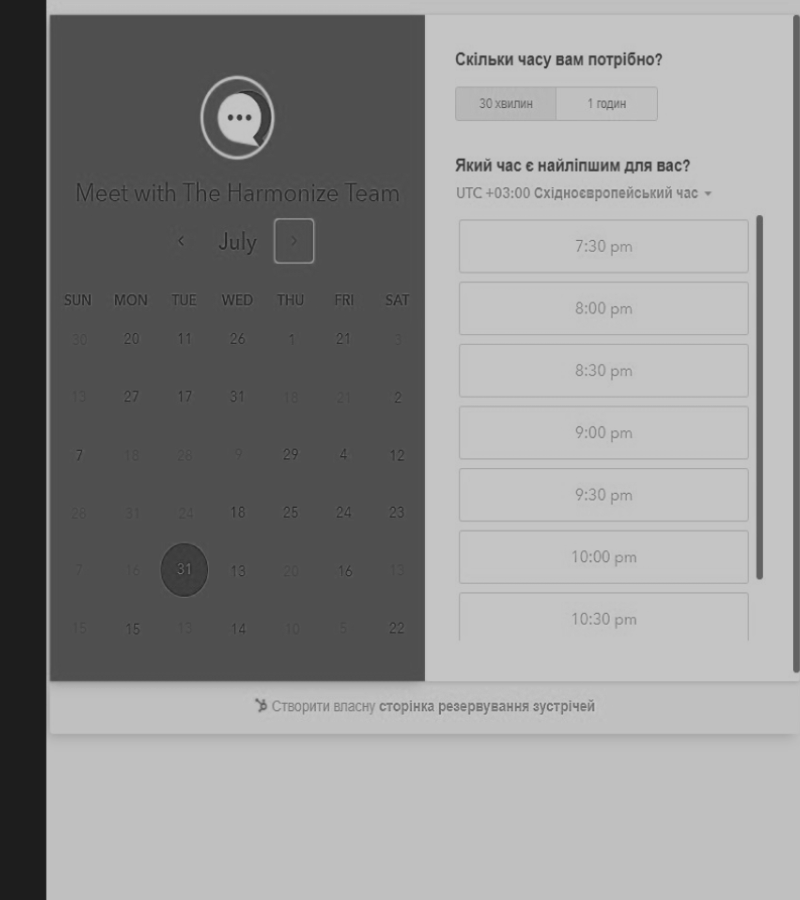 Meet with The Harmonize Team
July
SUN MON TUE WED THU FRI SAT
30 20 11 26 1 21 3
13 27 17 31 18 21 2
7 18 28 9 29 4 12
28 31 24 18 25 24 23
7 16 31 13 20 16 13
15 15 13 14 10 5 22
Скільки часу вам потрібно?
30 хвилин 1 годин
Який час є найліпшим для вас?
UTC +03:00 Східноєвропейський час
7:30 pm
8:00 pm
8:30 pm
9:00 pm
9:30 pm
10:00 pm
10:30 pm
Створити власну сторінка резервування зустрічей